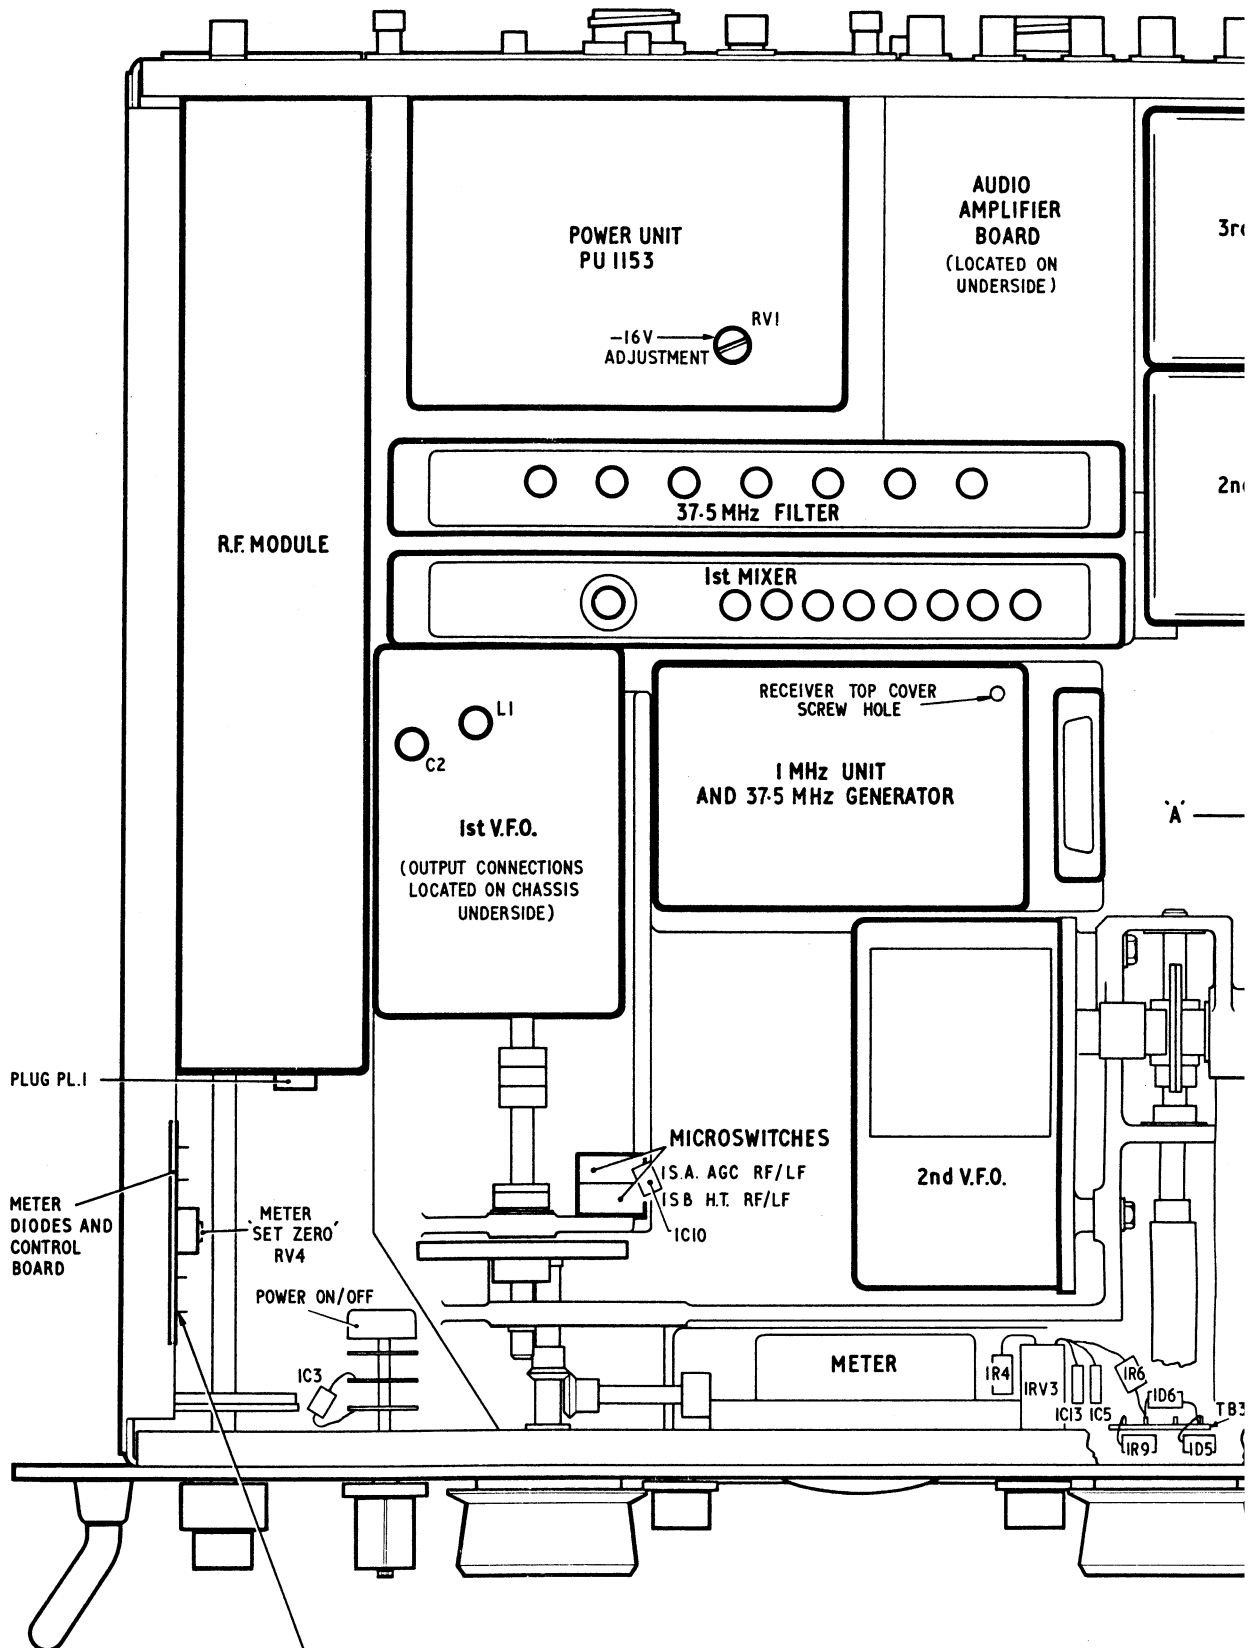 AUDIO
AMPLIFIER
BOARD
(LOCATED ON
UNDERSIDE)
3r
POWER UNIT
PU 1153
RV1
-16V
ADJUSTMENT
2n
37·5 MHz FILTER
R.F. MODULE
1st MIXER
RECEIVER TOP COVER
SCREW HOLE
L1
C2
1 MHz UNIT
AND 37·5 MHz GENERATOR
'A'
1st V.F.O.
(OUTPUT CONNECTIONS
LOCATED ON CHASSIS
UNDERSIDE)
PLUG PL.1
MICROSWITCHES
1S.A. AGC RF/LF
1SB H.T. RF/LF
1C10
2nd V.F.O.
METER
DIODES AND
CONTROL
BOARD
METER
'SET ZERO'
RV4
POWER ON/OFF
1C3
METER
1R4
1RV3
1C13
1C5
1R6
1D6
TB3
1R9
1D5